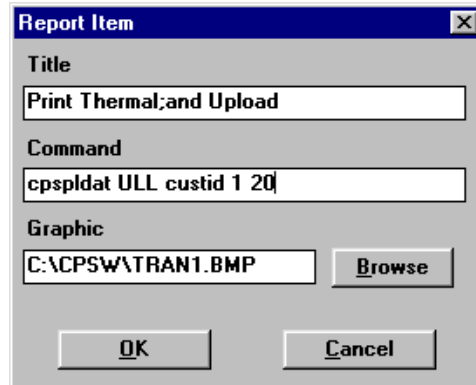 Report Item
Title
Print Thermal;and Upload
Command
cpspldat ULL custid 1 20
Graphic
C:\CPSW\TRAN1.BMP
Browse
OK
Cancel